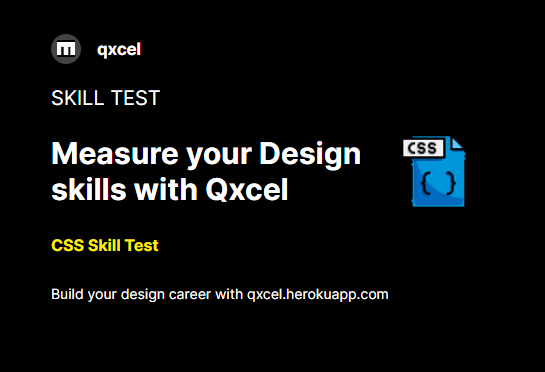 m
qxcel
SKILL TEST
Measure your Design
skills with Qxcel
CSS
{ }
CSS Skill Test
Build your design career with qxcel.herokuapp.com